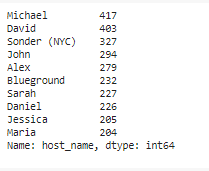 Michael 417
David 403
Sonder (NYC) 327
John 294
Alex 279
Blueground 232
Sarah 227
Daniel 226
Jessica 205
Maria 204
Name: host_name, dtype: int64